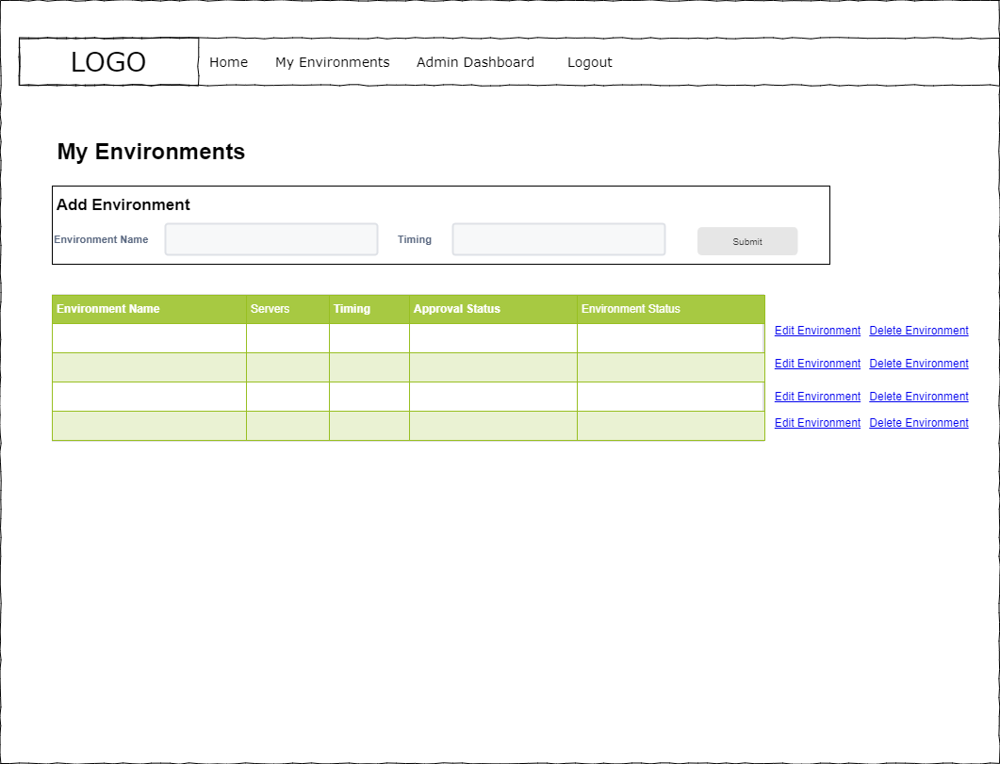 LOGO Home My Environments Admin Dashboard Logout
My Environments
Add Environment
Environment Name Timing Submit
Environment Name Servers Timing Approval Status Environment Status
Edit Environment Delete Environment
Edit Environment Delete Environment
Edit Environment Delete Environment
Edit Environment Delete Environment